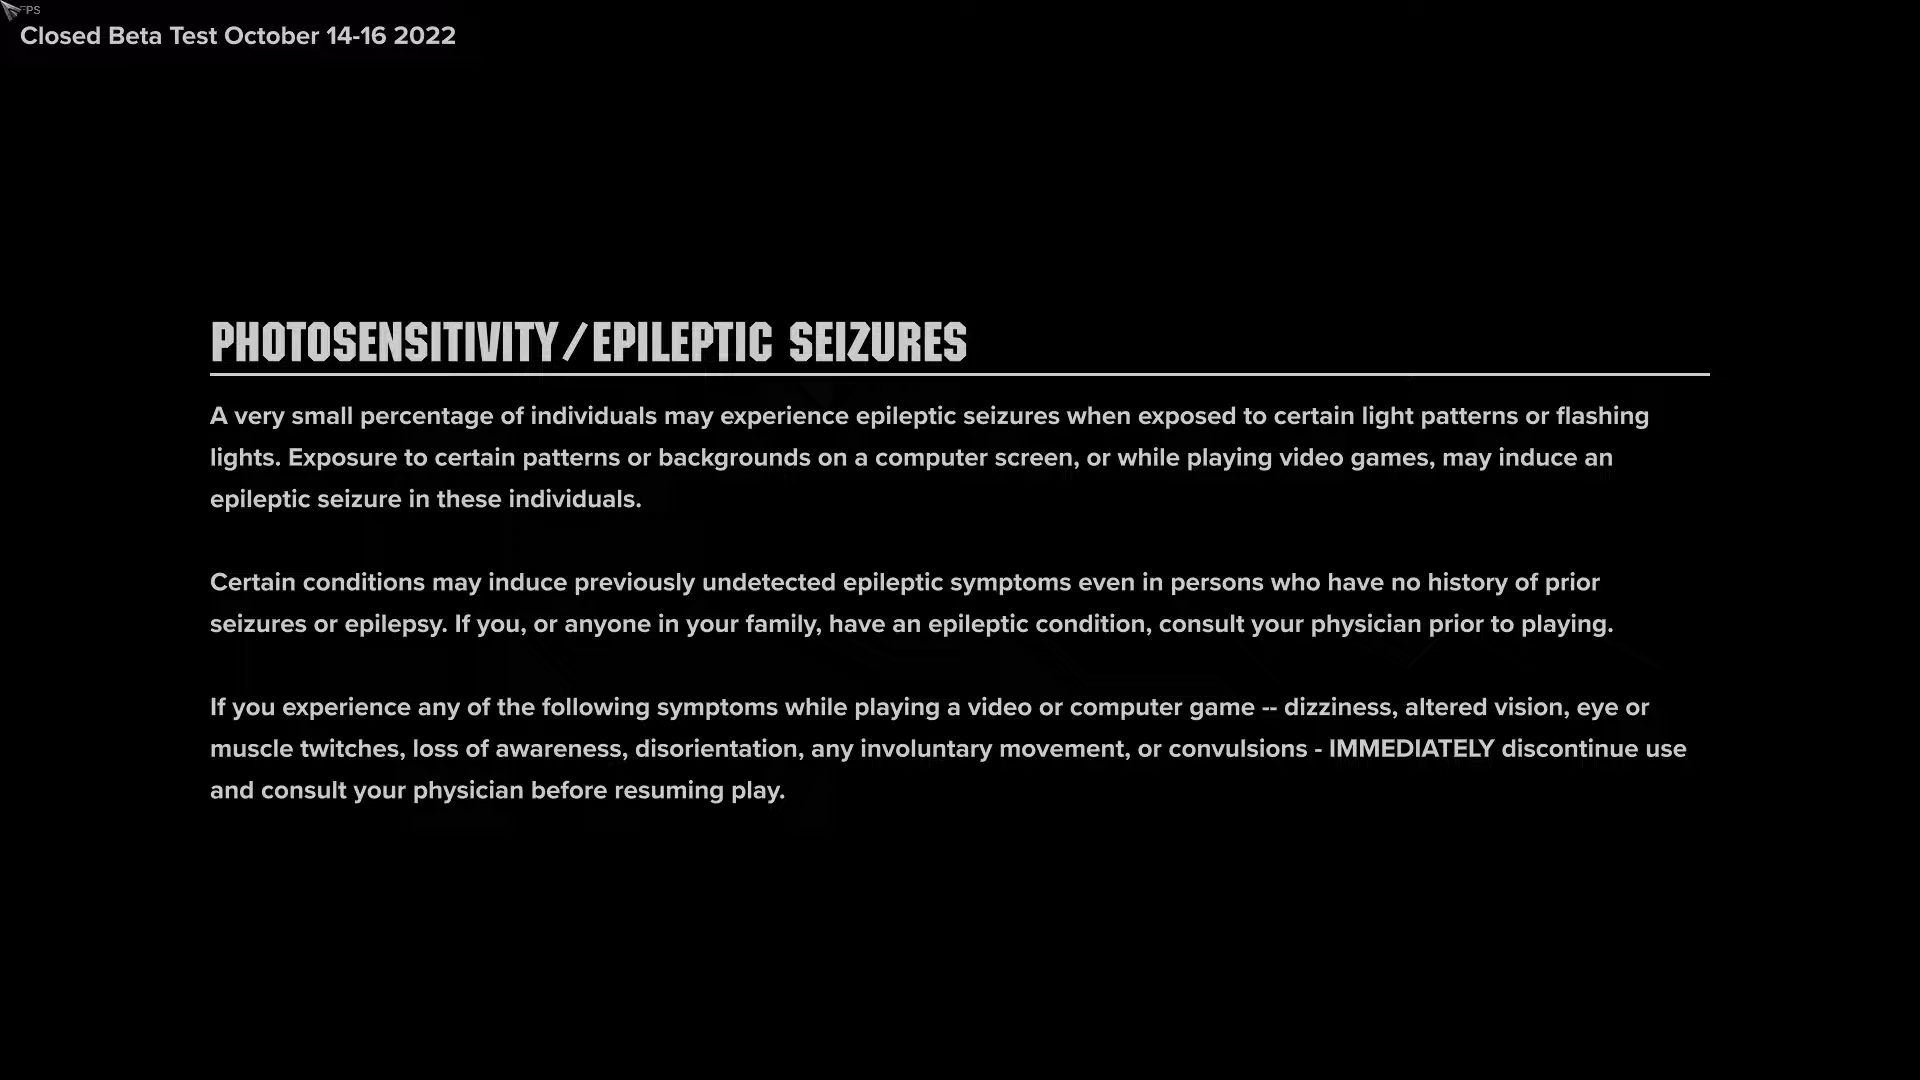 FPS
Closed Beta Test October 14-16 2022
PHOTOSENSITIVITY/EPILEPTIC SEIZURES
A very small percentage of individuals may experience epileptic seizures when exposed to certain light patterns or flashing
lights. Exposure to certain patterns or backgrounds on a computer screen, or while playing video games, may induce an
epileptic seizure in these individuals.
Certain conditions may induce previously undetected epileptic symptoms even in persons who have no history of prior
seizures or epilepsy. If you, or anyone in your family, have an epileptic condition, consult your physician prior to playing.
If you experience any of the following symptoms while playing a video or computer game -- dizziness, altered vision, eye or
muscle twitches, loss of awareness, disorientation, any involuntary movement, or convulsions - IMMEDIATELY discontinue use
and consult your physician before resuming play.